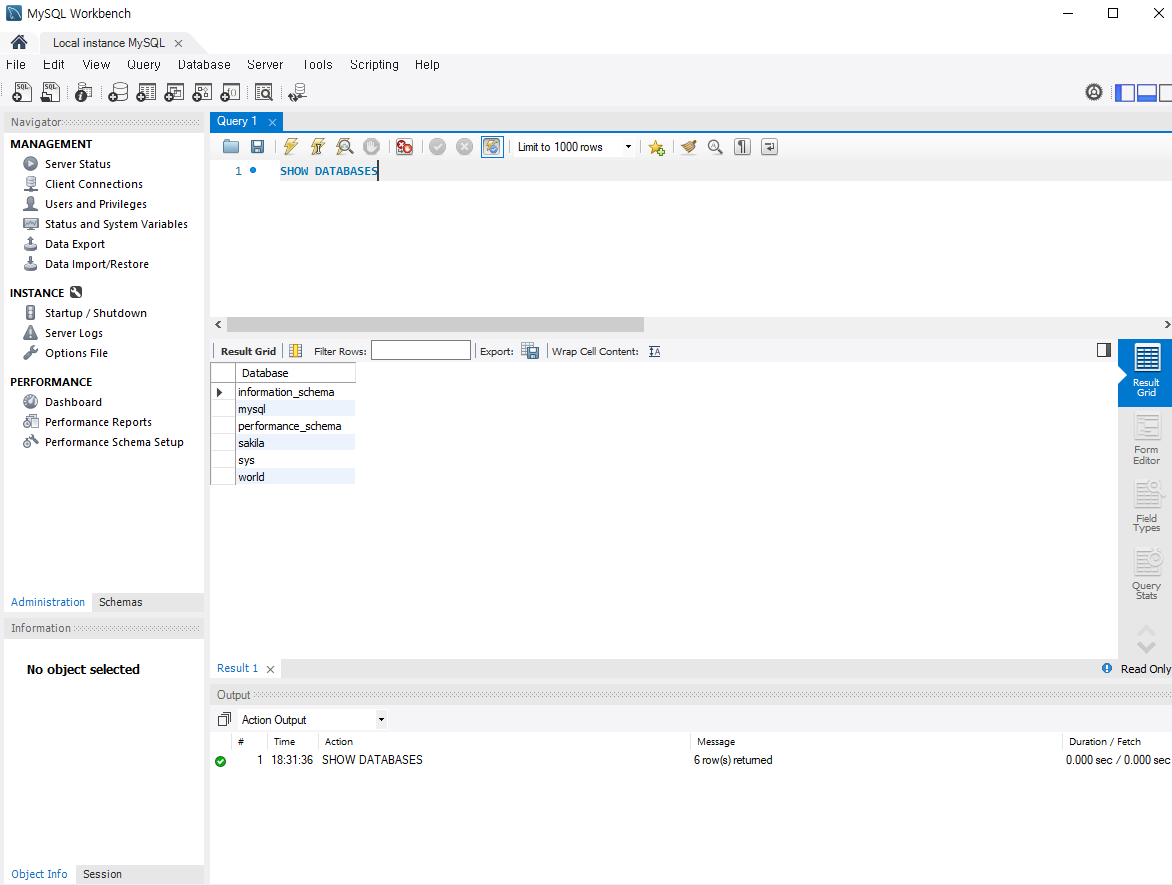 MySQL Workbench
Local instance MySQL
File Edit View Query Database Server Tools Scripting Help
Navigator
MANAGEMENT
Server Status
Client Connections
Users and Privileges
Status and System Variables
Data Export
Data Import/Restore
INSTANCE
Startup / Shutdown
Server Logs
Options File
PERFORMANCE
Dashboard
Performance Reports
Performance Schema Setup
Administration Schemas
Information
No object selected
Object Info Session
Query 1
Limit to 1000 rows
1 SHOW DATABASES
Result Grid Filter Rows: Export: Wrap Cell Content:
Database
information_schema
mysql
performance_schema
sakila
sys
world
Result
Grid
Form
Editor
Field
Types
Query
Stats
Result 1
Read Only
Output
Action Output
# Time Action Message Duration / Fetch
1 18:31:36 SHOW DATABASES 6 row(s) returned 0.000 sec / 0.000 sec